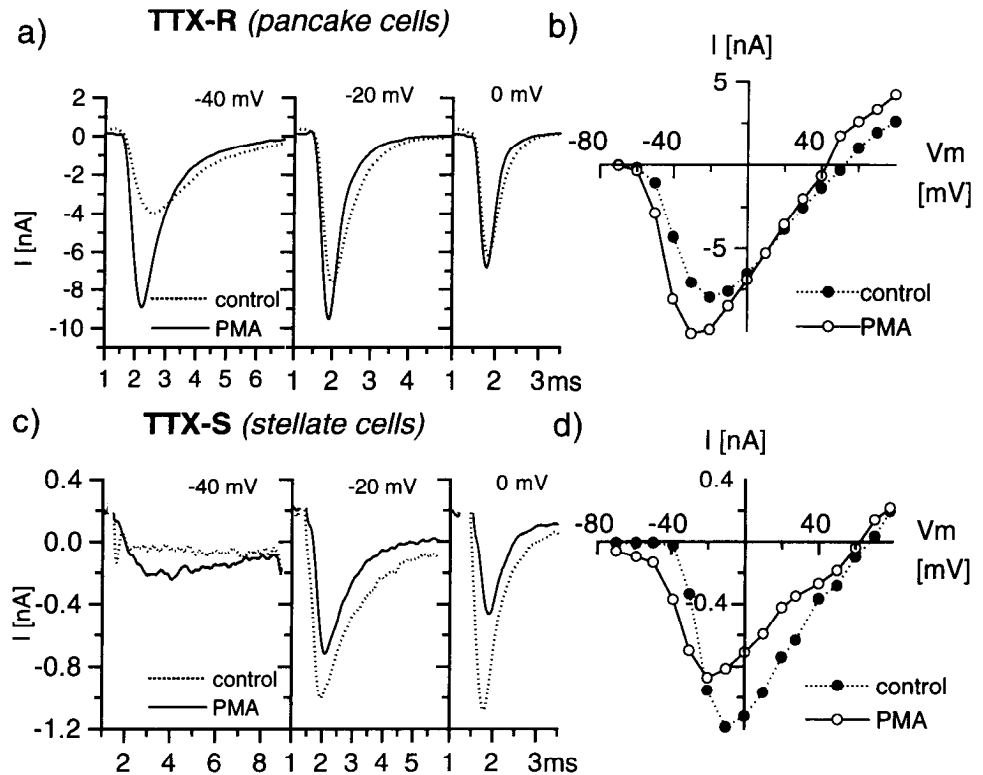 a) TTX-R (pancake cells)
b)
I [nA]
-40 mV -20 mV 0 mV
2
0
-2
-4
-6
-8
-10
I [nA]
control
PMA
1 2 3 4 5 6 1 2 3 4 1 3ms
5
-80 -40 40
Vm
[mV]
-5
control
PMA
c) TTX-S (stellate cells)
d)
I [nA]
-40 mV -20 mV 0 mV
0.4
0.0
-0.4
-0.8
-1.2
I [nA]
control
PMA
2 4 6 8 1 2 3 4 5 1 2 3ms
0.4
-80 -40 40
Vm
[mV]
-0.4
control
PMA